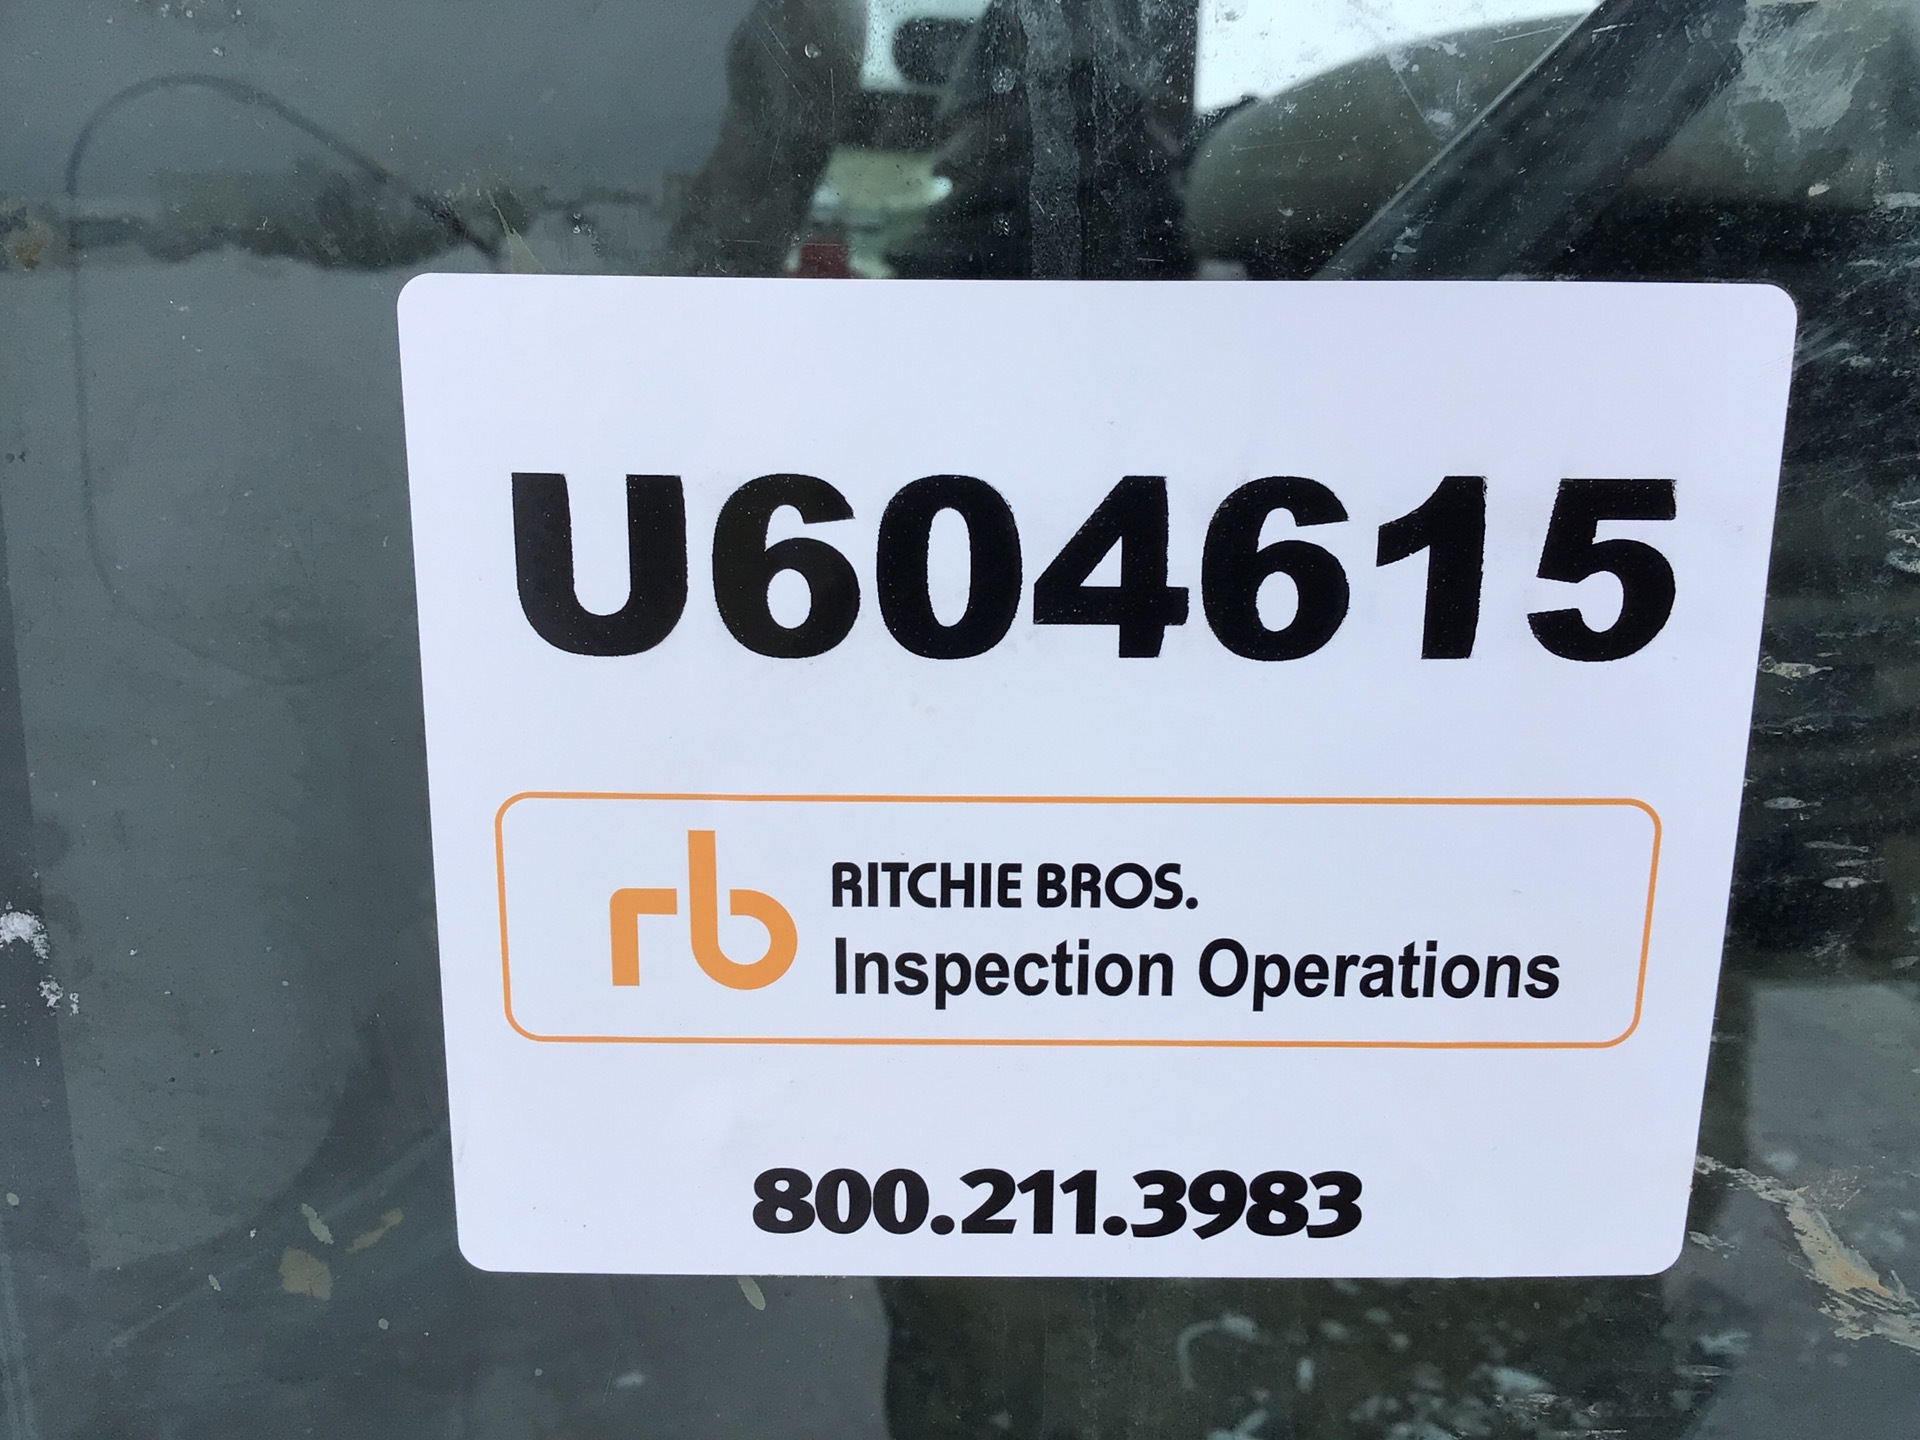 U604615
rb
RITCHIE BROS.
Inspection Operations
800.211.3983